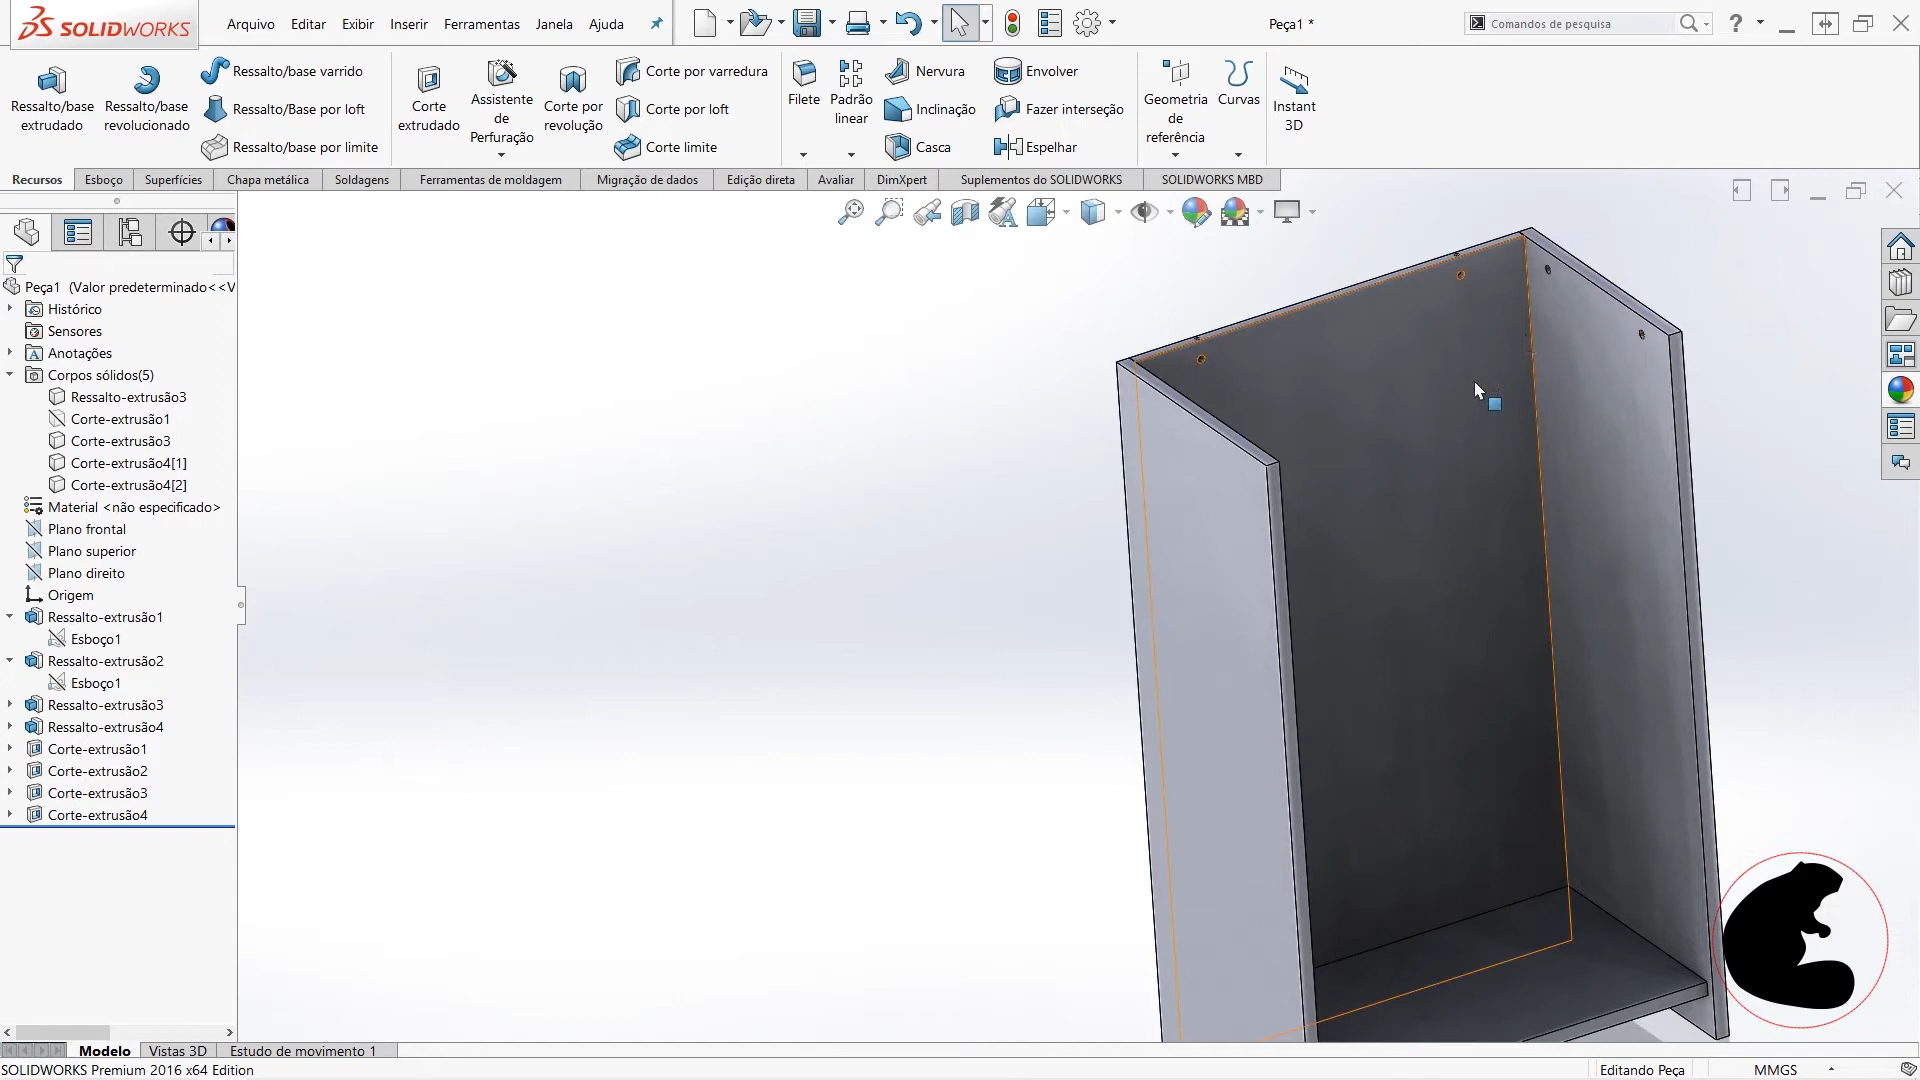 SOLIDWORKS
Arquivo Editar Exibir Inserir Ferramentas Janela Ajuda
Peça1 *
Comandos de pesquisa
?
Ressalto/base extrudado
Ressalto/base revolucionado
Ressalto/base varrido
Ressalto/Base por loft
Ressalto/base por limite
Corte extrudado
Assistente de Perfuração
Corte por revolução
Corte por varredura
Corte por loft
Corte limite
Filete
Padrão linear
Nervura
Inclinação
Casca
Envolver
Fazer interseção
Espelhar
Geometria de referência
Curvas
Instant 3D
Recursos Esboço Superfícies Chapa metálica Soldagens Ferramentas de moldagem Migração de dados Edição direta Avaliar DimXpert Suplementos do SOLIDWORKS SOLIDWORKS MBD
Peça1 (Valor predeterminado<<V
Histórico
Sensores
Anotações
Corpos sólidos(5)
Ressalto-extrusão3
Corte-extrusão1
Corte-extrusão3
Corte-extrusão4[1]
Corte-extrusão4[2]
Material <não especificado>
Plano frontal
Plano superior
Plano direito
Origem
Ressalto-extrusão1
Esboço1
Ressalto-extrusão2
Esboço1
Ressalto-extrusão3
Ressalto-extrusão4
Corte-extrusão1
Corte-extrusão2
Corte-extrusão3
Corte-extrusão4
Modelo Vistas 3D Estudo de movimento 1
SOLIDWORKS Premium 2016 x64 Edition
Editando Peça
MMGS